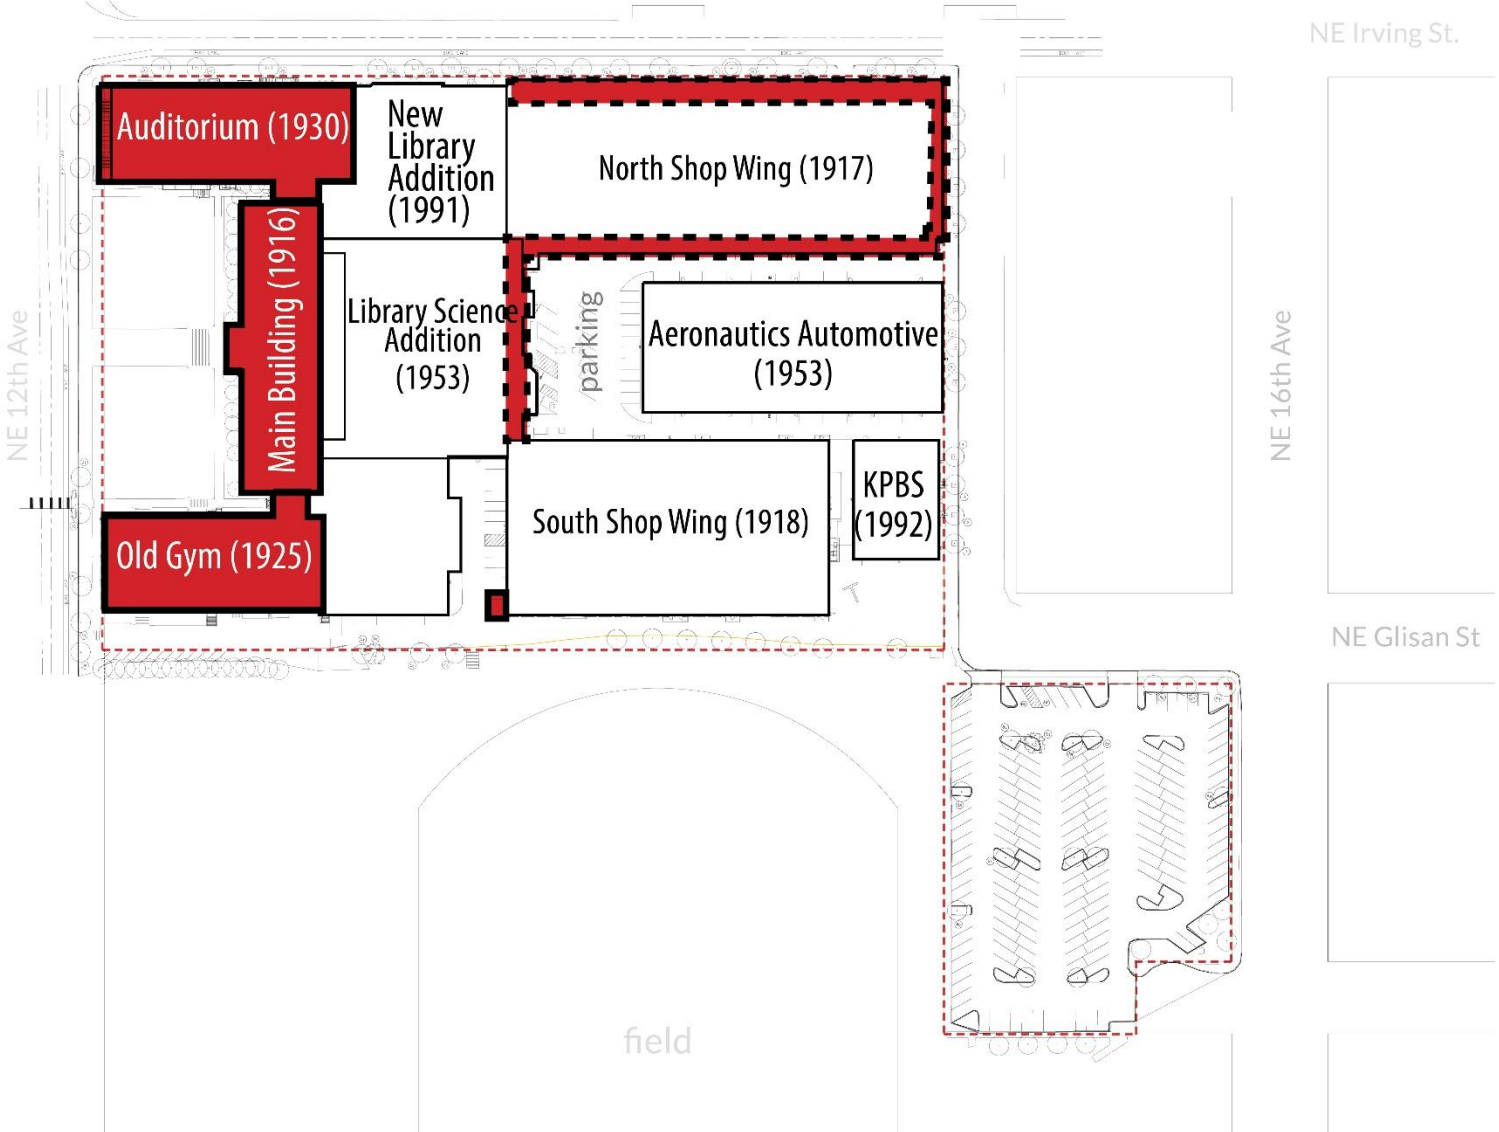 NE Irving St.
Auditorium (1930)
New
Library
Addition
(1991)
North Shop Wing (1917)
Main Building (1916)
Library Science
Addition
(1953)
parking
Aeronautics Automotive
(1953)
NE 12th Ave
NE 16th Ave
KPBS
(1992)
South Shop Wing (1918)
Old Gym (1925)
NE Glisan St
field